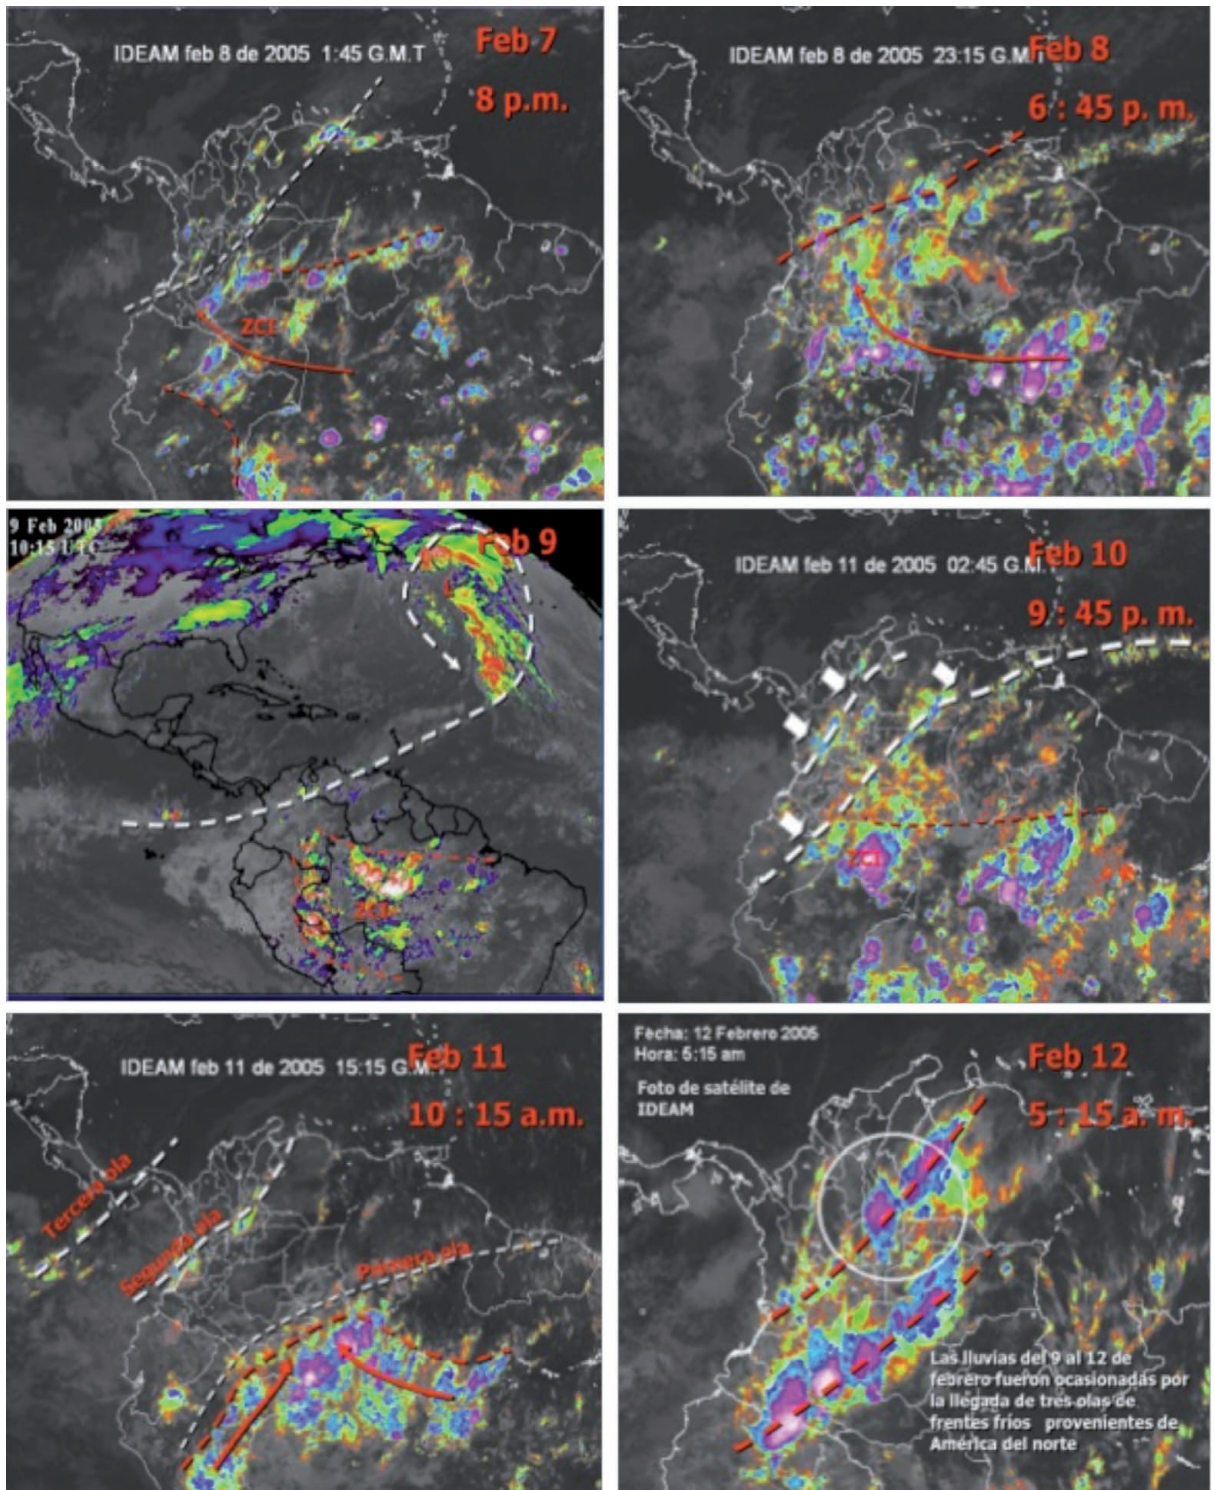 IDEAM feb 8 de 2005 1:45 G.M.T
Feb 7
8 p.m.
ZCI
IDEAM feb 8 de 2005 23:15 G.M.T
Feb 8
6 : 45 p. m.
9 Feb 2005
10:15 UTC
Feb 9
ZCI
IDEAM feb 11 de 2005 02:45 G.M.
Feb 10
9 : 45 p. m.
ZCI
IDEAM feb 11 de 2005 15:15 G.M.
Feb 11
10 : 15 a.m.
Tercera ola
Segunda ola
Primera ola
Fecha: 12 Febrero 2005
Hora: 5:15 am
Foto de satélite de
IDEAM
Feb 12
5 : 15 a. m.
Las lluvias del 9 al 12 de
febrero fueron ocasionadas por
la llegada de tres olas de
frentes fríos provenientes de
América del norte